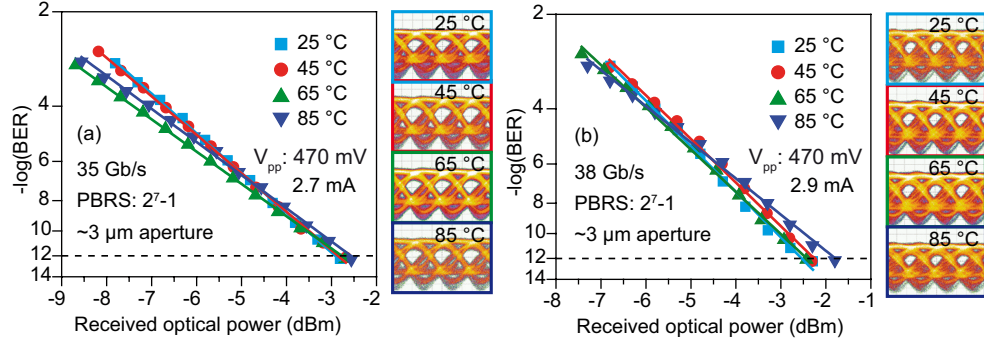 2
4
6
8
10
12
14
-log(BER)
25 °C
45 °C
65 °C
85 °C
(a)
35 Gb/s
PBRS: 2⁷-1
~3 µm aperture
Vpp: 470 mV
2.7 mA
-9 -8 -7 -6 -5 -4 -3 -2
Received optical power (dBm)
25 °C
45 °C
65 °C
85 °C
2
4
6
8
10
12
14
-log(BER)
25 °C
45 °C
65 °C
85 °C
(b)
38 Gb/s
PBRS: 2⁷-1
~3 µm aperture
Vpp: 470 mV
2.9 mA
-8 -7 -6 -5 -4 -3 -2 -1
Received optical power (dBm)
25 °C
45 °C
65 °C
85 °C